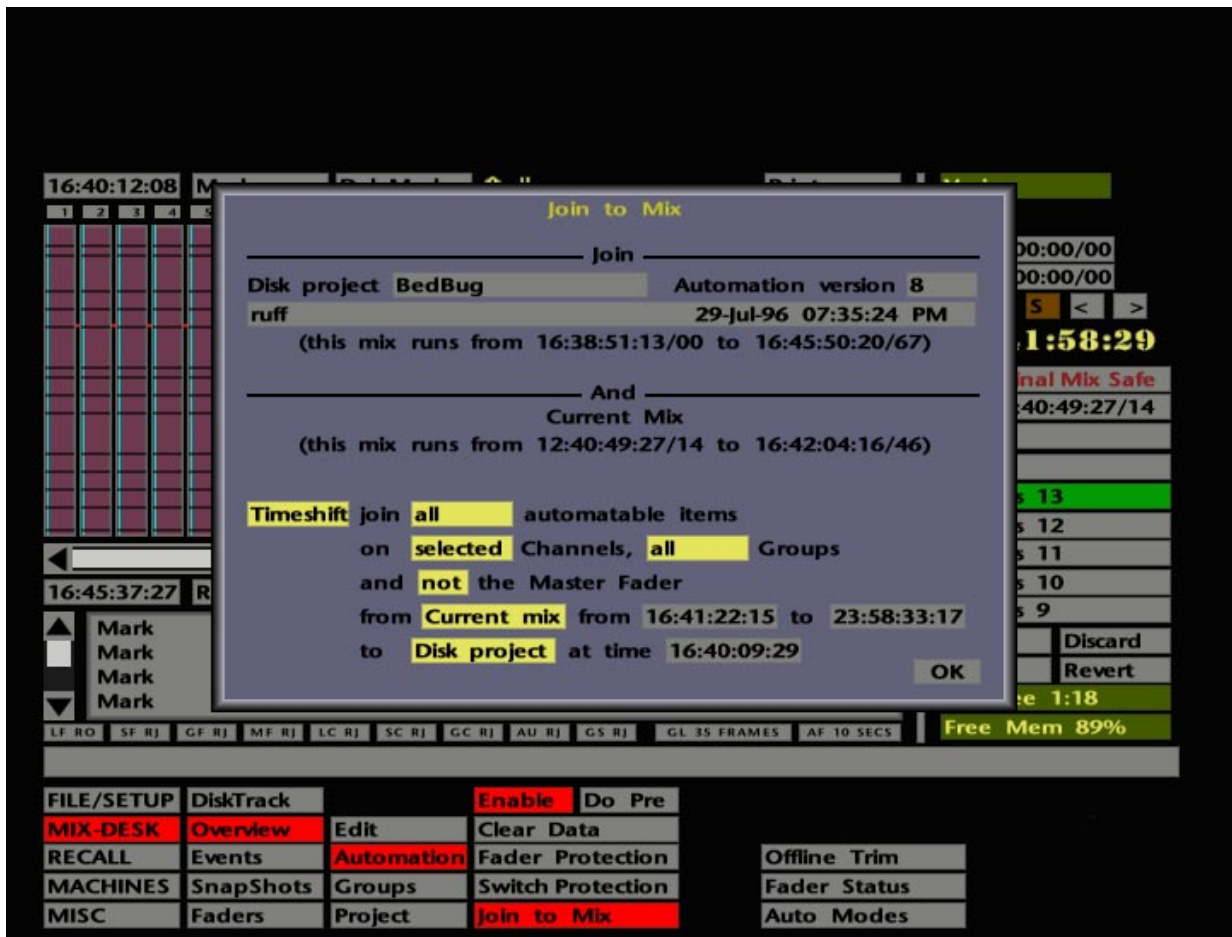 16:40:12:08
1 2 3 4 5
Join to Mix
Join
Disk project BedBug Automation version 8
ruff 29-Jul-96 07:35:24 PM
(this mix runs from 16:38:51:13/00 to 16:45:50:20/67)
And
Current Mix
(this mix runs from 12:40:49:27/14 to 16:42:04:16/46)
Timeshift join all automatable items
on selected Channels, all Groups
and not the Master Fader
from Current mix from 16:41:22:15 to 23:58:33:17
to Disk project at time 16:40:09:29
OK
00:00/00
00:00/00
S < >
1:58:29
Mix Safe
:40:49:27/14
13
12
11
10
9
Discard
Revert
1:18
Free Mem 89%
16:45:37:27 R
Mark
Mark
Mark
Mark
LF RO SF RJ GF RJ MF RJ LC RJ SC RJ GC RJ AU RJ GS RJ GL 35 FRAMES AF 10 SECS
FILE/SETUP DiskTrack Enable Do Pre
MIX-DESK Overview Edit Clear Data
RECALL Events Automation Fader Protection Offline Trim
MACHINES SnapShots Groups Switch Protection Fader Status
MISC Faders Project Join to Mix Auto Modes